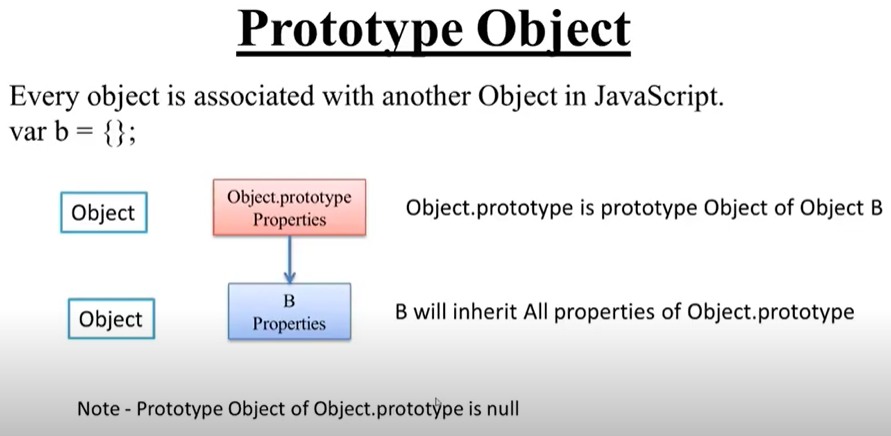 Prototype Object
Every object is associated with another Object in JavaScript.
var b = {};
Object
Object.prototype
Properties
Object.prototype is prototype Object of Object B
Object
B
Properties
B will inherit All properties of Object.prototype
Note - Prototype Object of Object.prototype is null